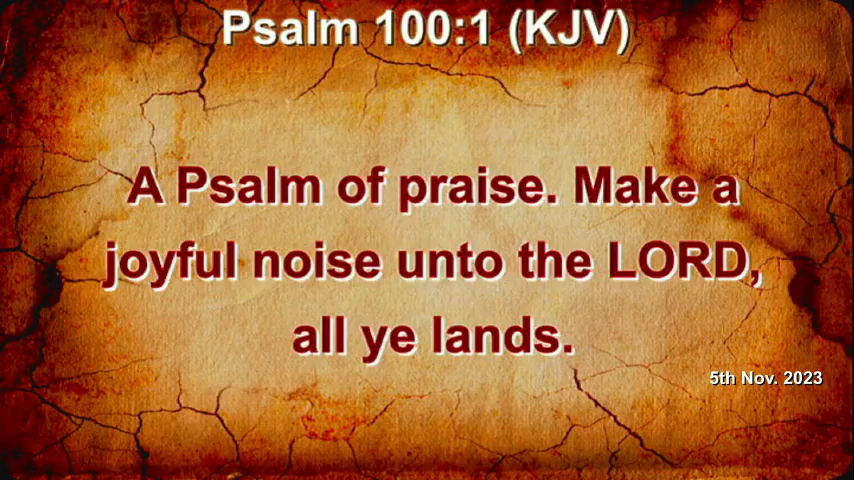 Psalm 100:1 (KJV)
A Psalm of praise. Make a
joyful noise unto the LORD,
all ye lands.
5th Nov. 2023